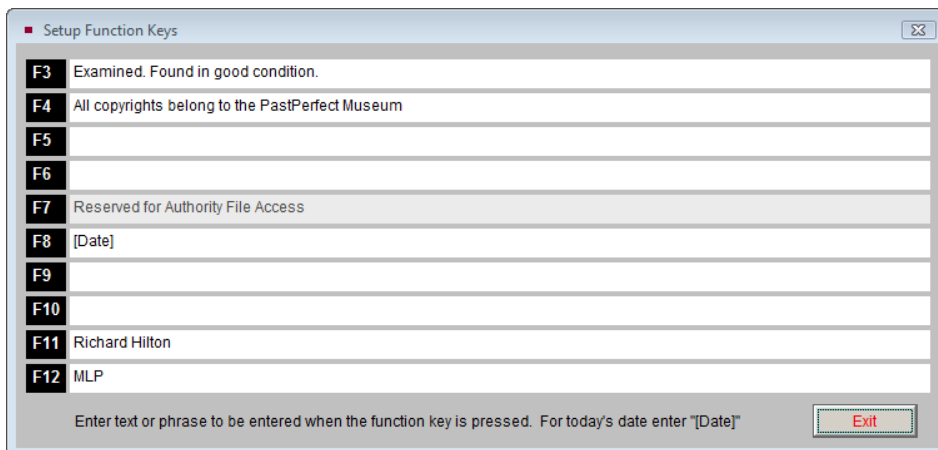 Setup Function Keys
F3 Examined. Found in good condition.
F4 All copyrights belong to the PastPerfect Museum
F5
F6
F7 Reserved for Authority File Access
F8 [Date]
F9
F10
F11 Richard Hilton
F12 MLP
Enter text or phrase to be entered when the function key is pressed. For today's date enter "[Date]" Exit